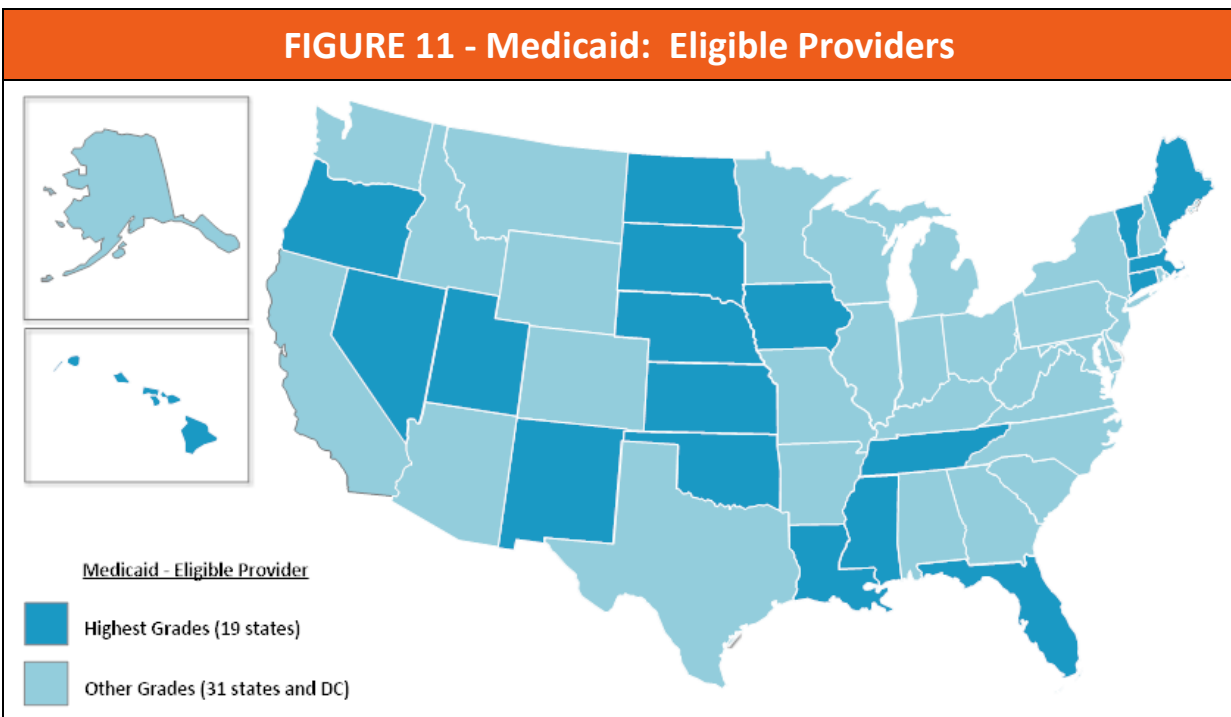 FIGURE 11 - Medicaid: Eligible Providers
Medicaid - Eligible Provider
Highest Grades (19 states)
Other Grades (31 states and DC)